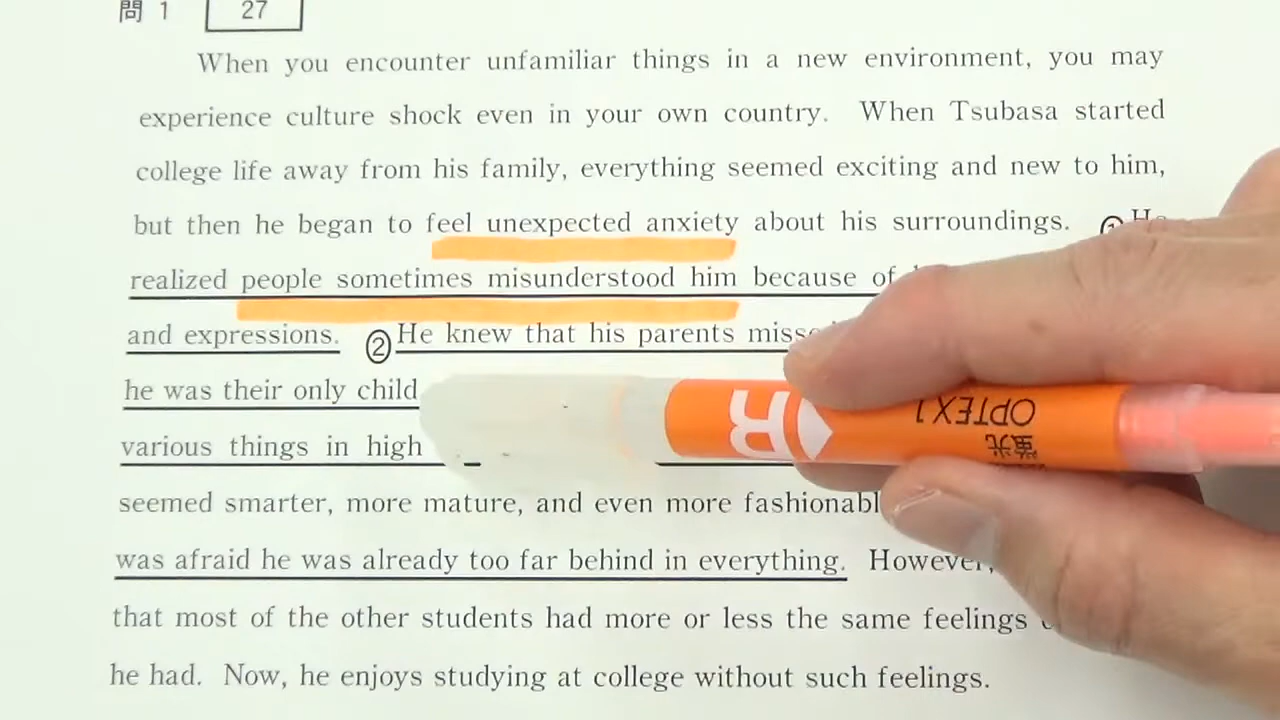 問 1 27
When you encounter unfamiliar things in a new environment, you may
experience culture shock even in your own country. When Tsubasa started
college life away from his family, everything seemed exciting and new to him,
but then he began to feel unexpected anxiety about his surroundings. ① He
realized people sometimes misunderstood him because of
and expressions. ② He knew that his parents
he was their only child
various things in high
seemed smarter, more mature, and even more
was afraid he was already too far behind in everything. However,
that most of the other students had more or less the same feelings
he had. Now, he enjoys studying at college without such feelings.
OPTEX 1
蛍光